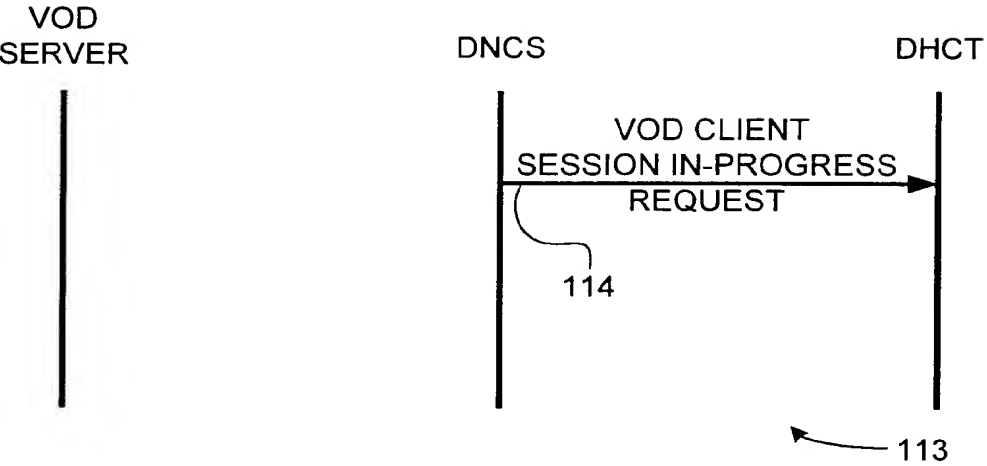 VOD
SERVER
DNCS
DHCT
VOD CLIENT
SESSION IN-PROGRESS
REQUEST
114
113